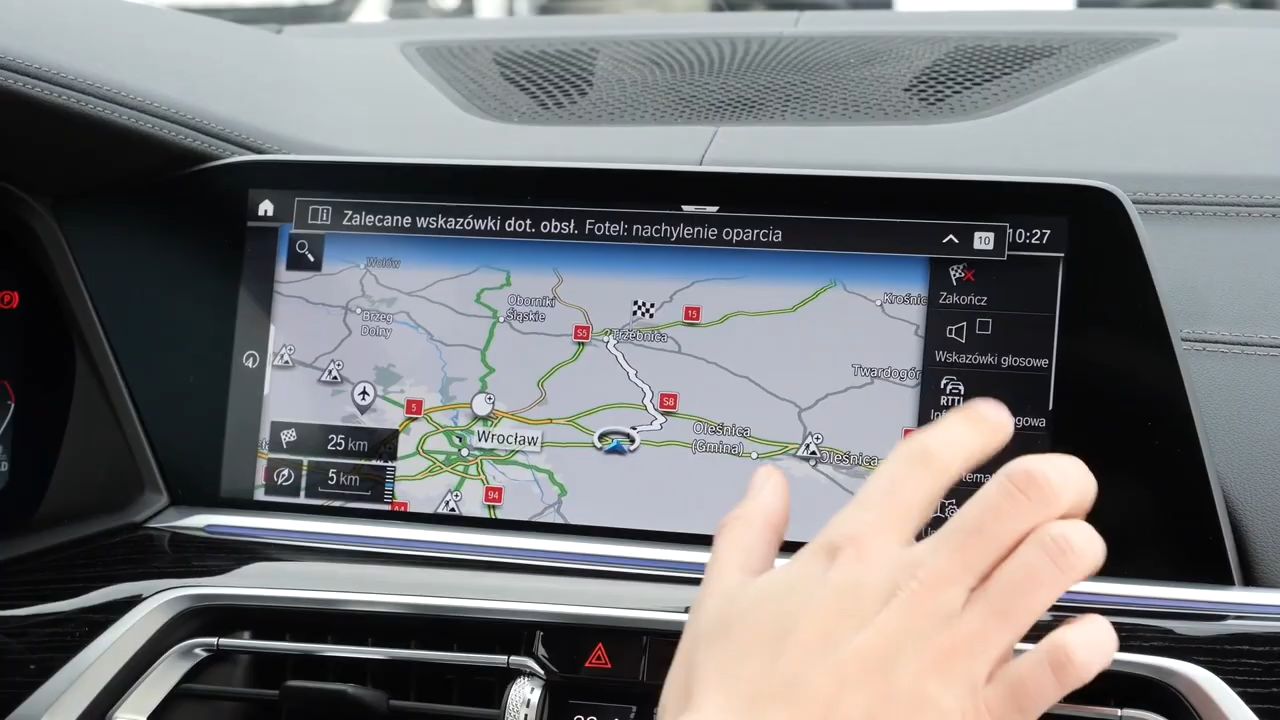 Zalecane wskazówki dot. obsł. Fotel: nachylenie oparcia
10
10:27
Wołów
Oborniki
Śląskie
Brzeg
Dolny
S5
15
Trzebnica
Krośnic
Zakończ
Wskazówki głosowe
RTTI
Twardogór
5
S8
Wrocław
Oleśnica
(Gmina)
Oleśnica
25 km
5 km
94
P